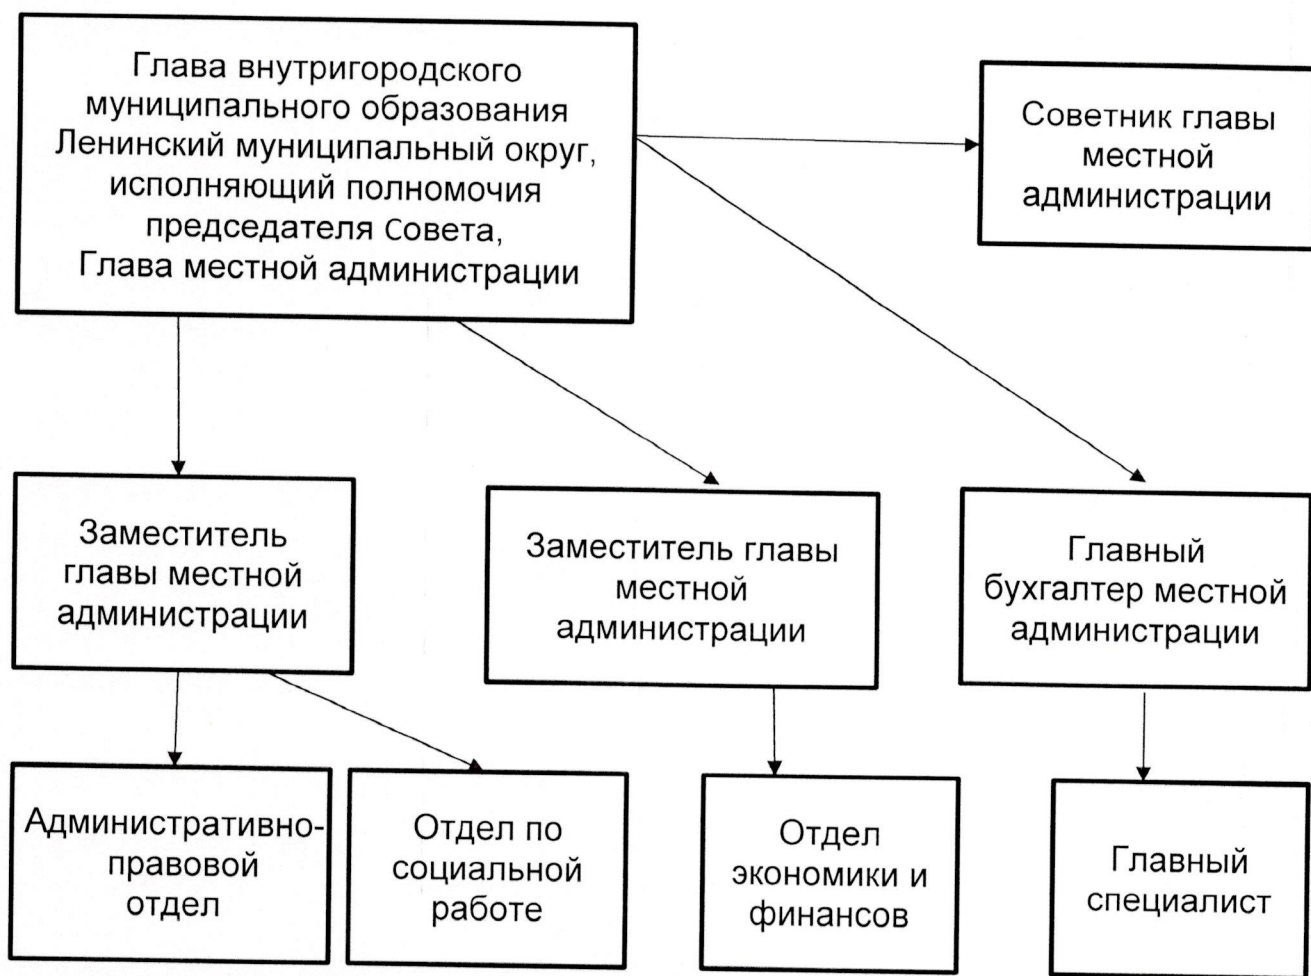 Глава внутригородского
муниципального образования
Ленинский муниципальный округ,
исполняющий полномочия
председателя Совета,
Глава местной администрации
Советник главы
местной
администрации
Заместитель
главы местной
администрации
Заместитель главы
местной
администрации
Главный
бухгалтер местной
администрации
Административно-
правовой
отдел
Отдел по
социальной
работе
Отдел
экономики и
финансов
Главный
специалист